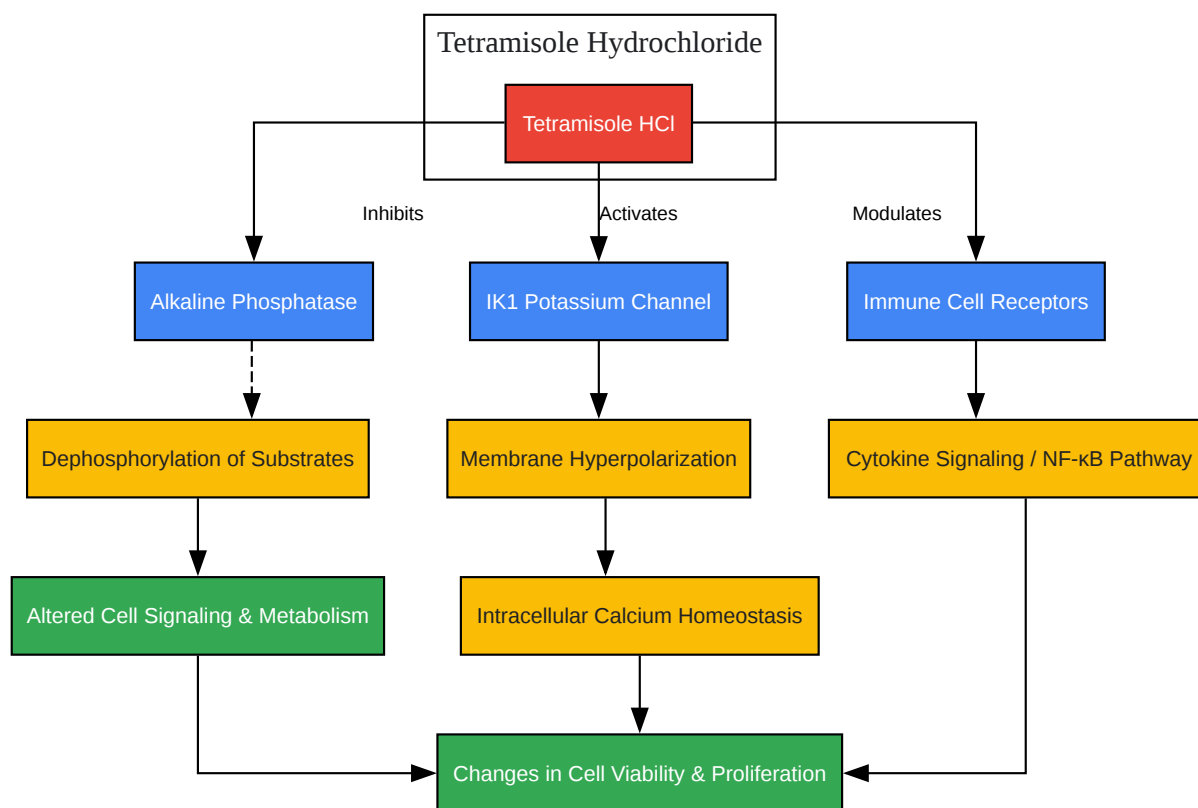 Tetramisole Hydrochloride
Tetramisole HCl
Inhibits
Activates
Modulates
Alkaline Phosphatase
IK1 Potassium Channel
Immune Cell Receptors
Dephosphorylation of Substrates
Membrane Hyperpolarization
Cytokine Signaling / NF-κB Pathway
Altered Cell Signaling & Metabolism
Intracellular Calcium Homeostasis
Changes in Cell Viability & Proliferation